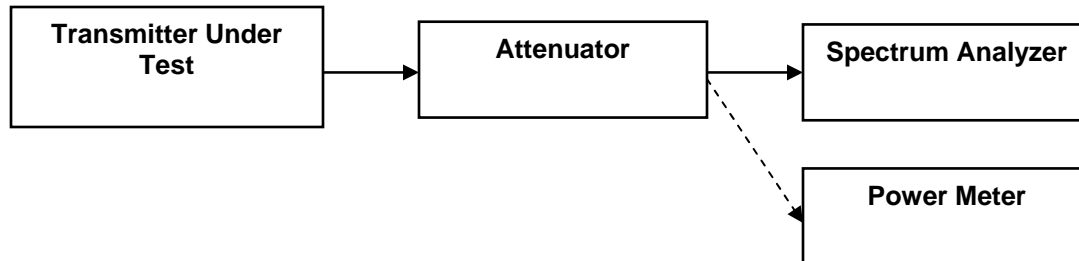 Transmitter Under
Test
Attenuator
Spectrum Analyzer
Power Meter